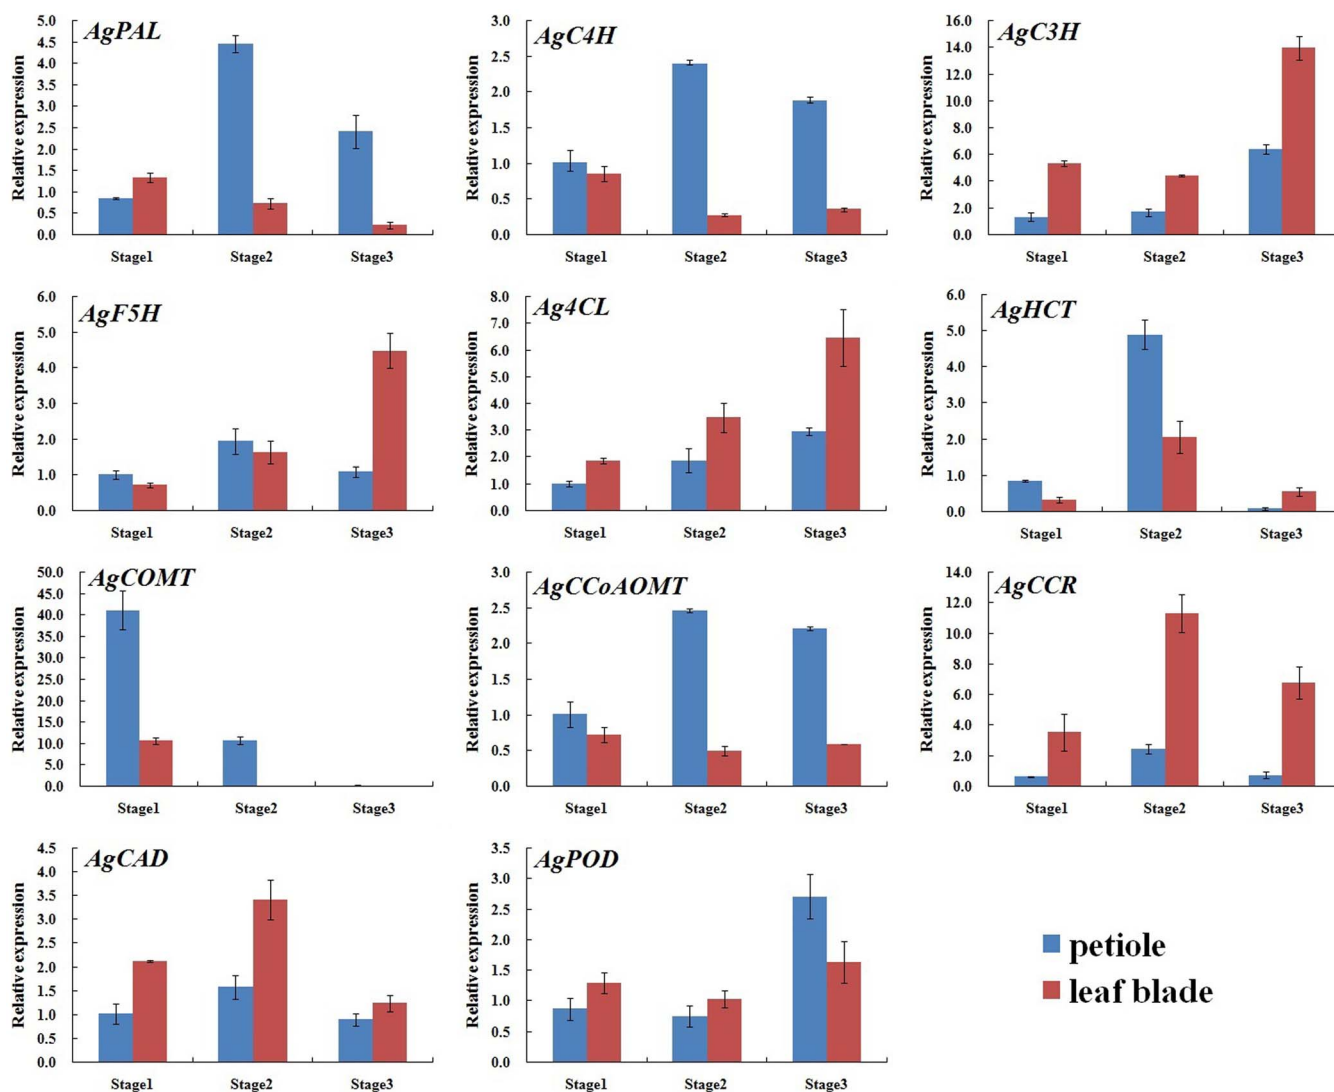 AgPAL
Relative expression
5.0
4.5
4.0
3.5
3.0
2.5
2.0
1.5
1.0
0.5
0.0
Stage1 Stage2 Stage3
AgC4H
Relative expression
3.0
2.5
2.0
1.5
1.0
0.5
0.0
Stage1 Stage2 Stage3
AgC3H
Relative expression
16.0
14.0
12.0
10.0
8.0
6.0
4.0
2.0
0.0
Stage1 Stage2 Stage3
AgF5H
Relative expression
6.0
5.0
4.0
3.0
2.0
1.0
0.0
Stage1 Stage2 Stage3
Ag4CL
Relative expression
8.0
7.0
6.0
5.0
4.0
3.0
2.0
1.0
0.0
Stage1 Stage2 Stage3
AgHCT
Relative expression
6.0
5.0
4.0
3.0
2.0
1.0
0.0
Stage1 Stage2 Stage3
AgCOMT
Relative expression
50.0
45.0
40.0
35.0
30.0
25.0
20.0
15.0
10.0
5.0
0.0
Stage1 Stage2 Stage3
AgCCoAOMT
Relative expression
3.0
2.5
2.0
1.5
1.0
0.5
0.0
Stage1 Stage2 Stage3
AgCCR
Relative expression
14.0
12.0
10.0
8.0
6.0
4.0
2.0
0.0
Stage1 Stage2 Stage3
AgCAD
Relative expression
4.5
4.0
3.5
3.0
2.5
2.0
1.5
1.0
0.5
0.0
Stage1 Stage2 Stage3
AgPOD
Relative expression
3.5
3.0
2.5
2.0
1.5
1.0
0.5
0.0
Stage1 Stage2 Stage3
petiole
leaf blade